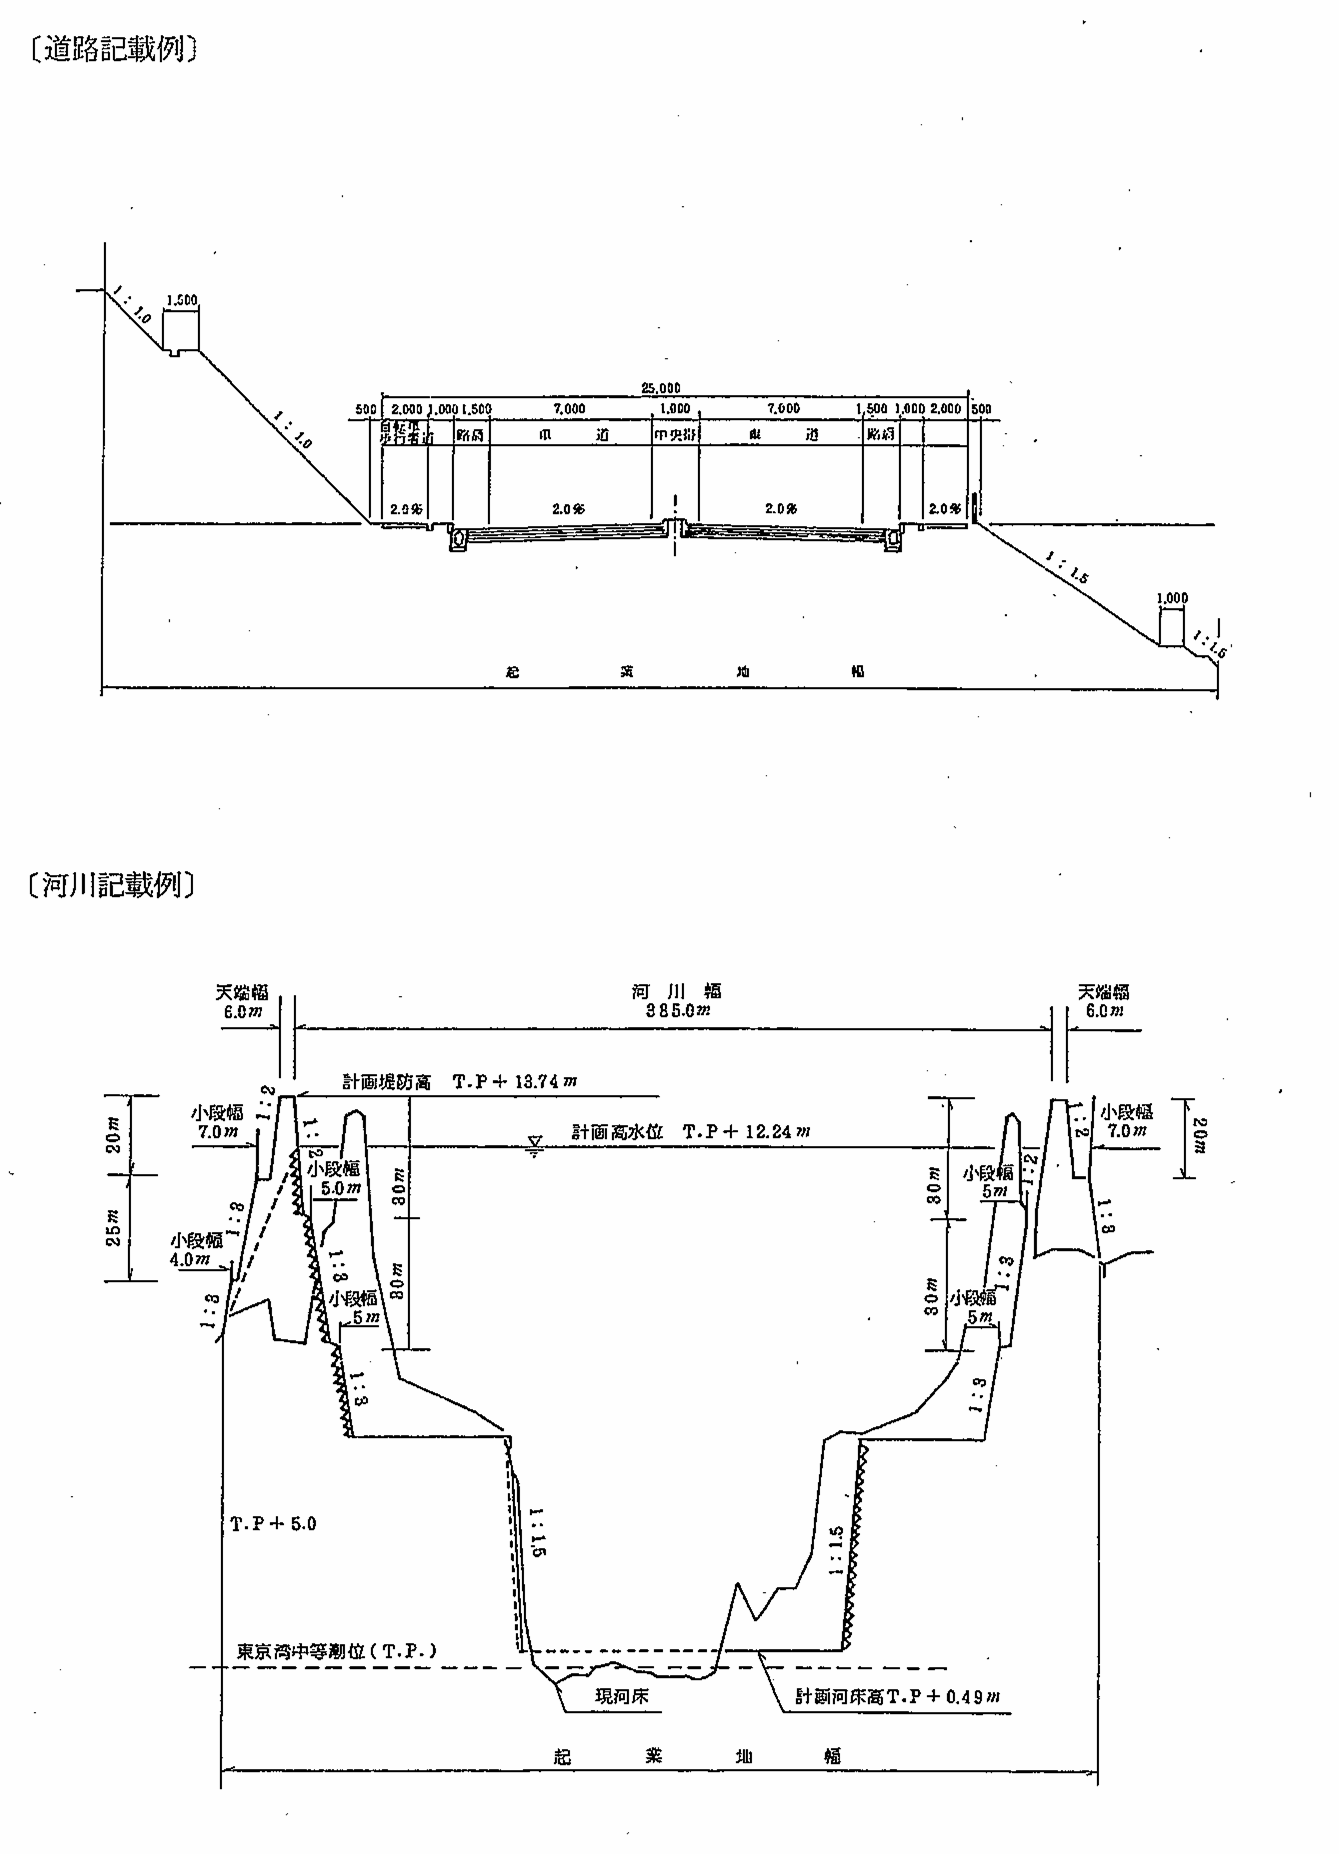 〔道路記載例〕
1:1.0
1,500
1:1.0
25,000
500 2,000 1,000 1,500 7,000 1,000 7,000 1,500 1,000 2,000 500
自転車
歩行者道 路肩 車道 中央帯 車道 路肩
2.0% 2.0% 2.0% 2.0%
1:1.5
1,000
1:1.5
起業地幅
〔河川記載例〕
天端幅 河川幅 天端幅
6.0m 385.0m 6.0m
計画堤防高 T.P+13.74m
1:2
小段幅
7.0m
20m
1:2
計画高水位 T.P+12.24m
小段幅
5.0m
30m
小段幅
5m
30m
1:2
1:2
小段幅
7.0m
20m
25m
1:3
小段幅
4.0m
1:3
1:3
小段幅
5m
30m
1:3
30m
1:3
小段幅
5m
1:3
1:3
T.P+5.0
1:1.5
1:1.5
東京湾中等潮位(T.P.)
現河床
計画河床高T.P+0.49m
起業地幅